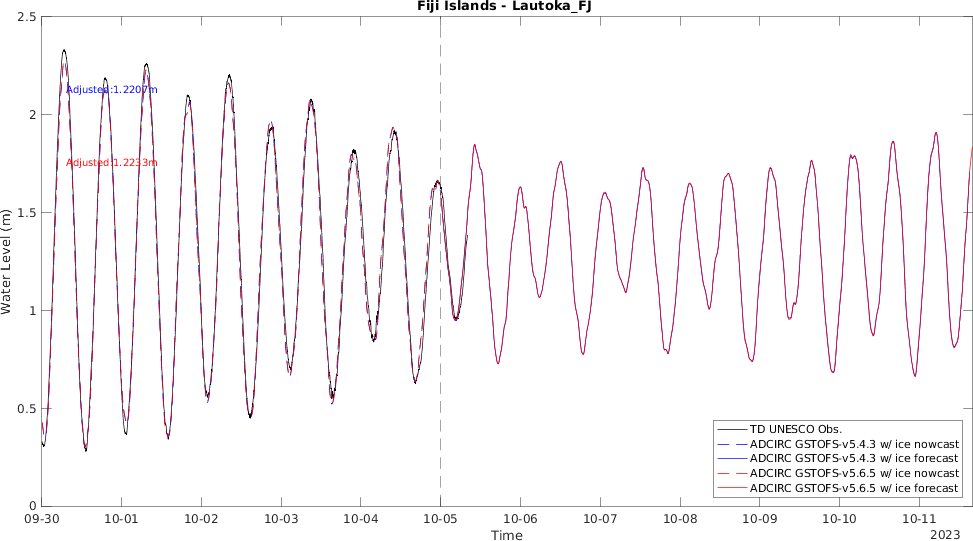 Fiji Islands - Lautoka_FJ
2.5
2
1.5
1
0.5
0
Water Level (m)
Adjusted:1.2207m
Adjusted:1.2233m
TD UNESCO Obs.
ADCIRC GSTOFS-v5.4.3 w/ ice nowcast
ADCIRC GSTOFS-v5.4.3 w/ ice forecast
ADCIRC GSTOFS-v5.6.5 w/ ice nowcast
ADCIRC GSTOFS-v5.6.5 w/ ice forecast
09-30 10-01 10-02 10-03 10-04 10-05 10-06 10-07 10-08 10-09 10-10 10-11
Time
2023